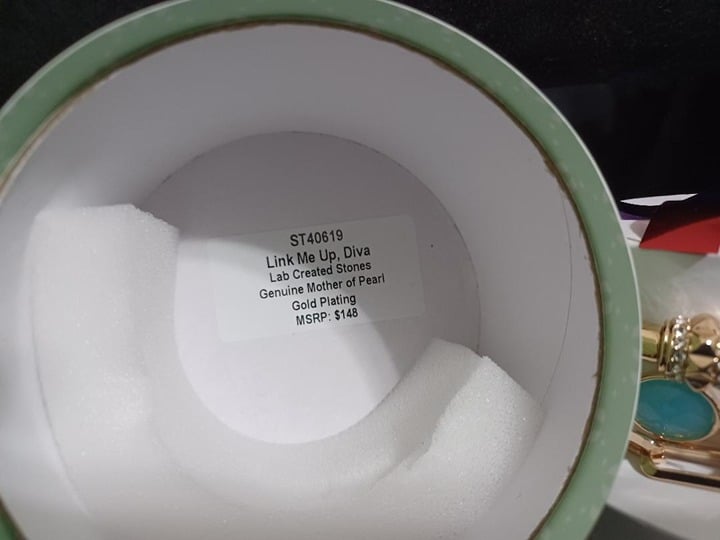 ST40619
Link Me Up, Diva
Lab Created Stones
Genuine Mother of Pearl
Gold Plating
MSRP: $148